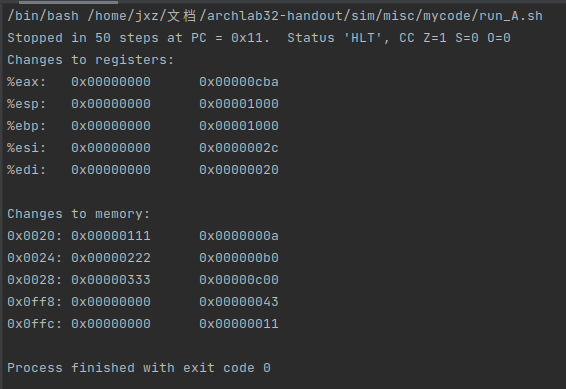 /bin/bash /home/jxz/文档/archlab32-handout/sim/misc/mycode/run_A.sh
Stopped in 50 steps at PC = 0x11.  Status 'HLT', CC Z=1 S=0 O=0
Changes to registers:
%eax:   0x00000000      0x00000cba
%esp:   0x00000000      0x00001000
%ebp:   0x00000000      0x00001000
%esi:   0x00000000      0x0000002c
%edi:   0x00000000      0x00000020

Changes to memory:
0x0020: 0x00000111      0x0000000a
0x0024: 0x00000222      0x000000b0
0x0028: 0x00000333      0x00000c00
0x0ff8: 0x00000000      0x00000043
0x0ffc: 0x00000000      0x00000011

Process finished with exit code 0